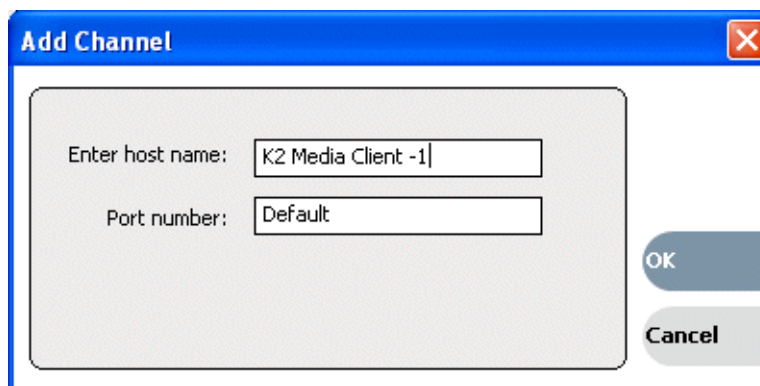 Add Channel
Enter host name: K2 Media Client -1
Port number: Default
OK
Cancel